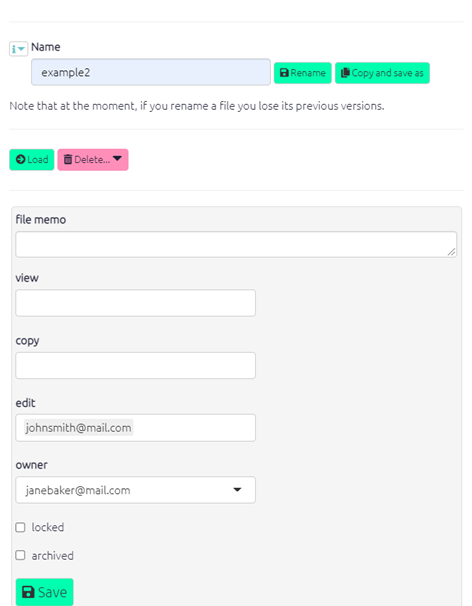 Name
example2 Rename Copy and save as
Note that at the moment, if you rename a file you lose its previous versions.
Load Delete...
file memo
view
copy
edit
johnsmith@mail.com
owner
janebaker@mail.com
locked
archived
Save